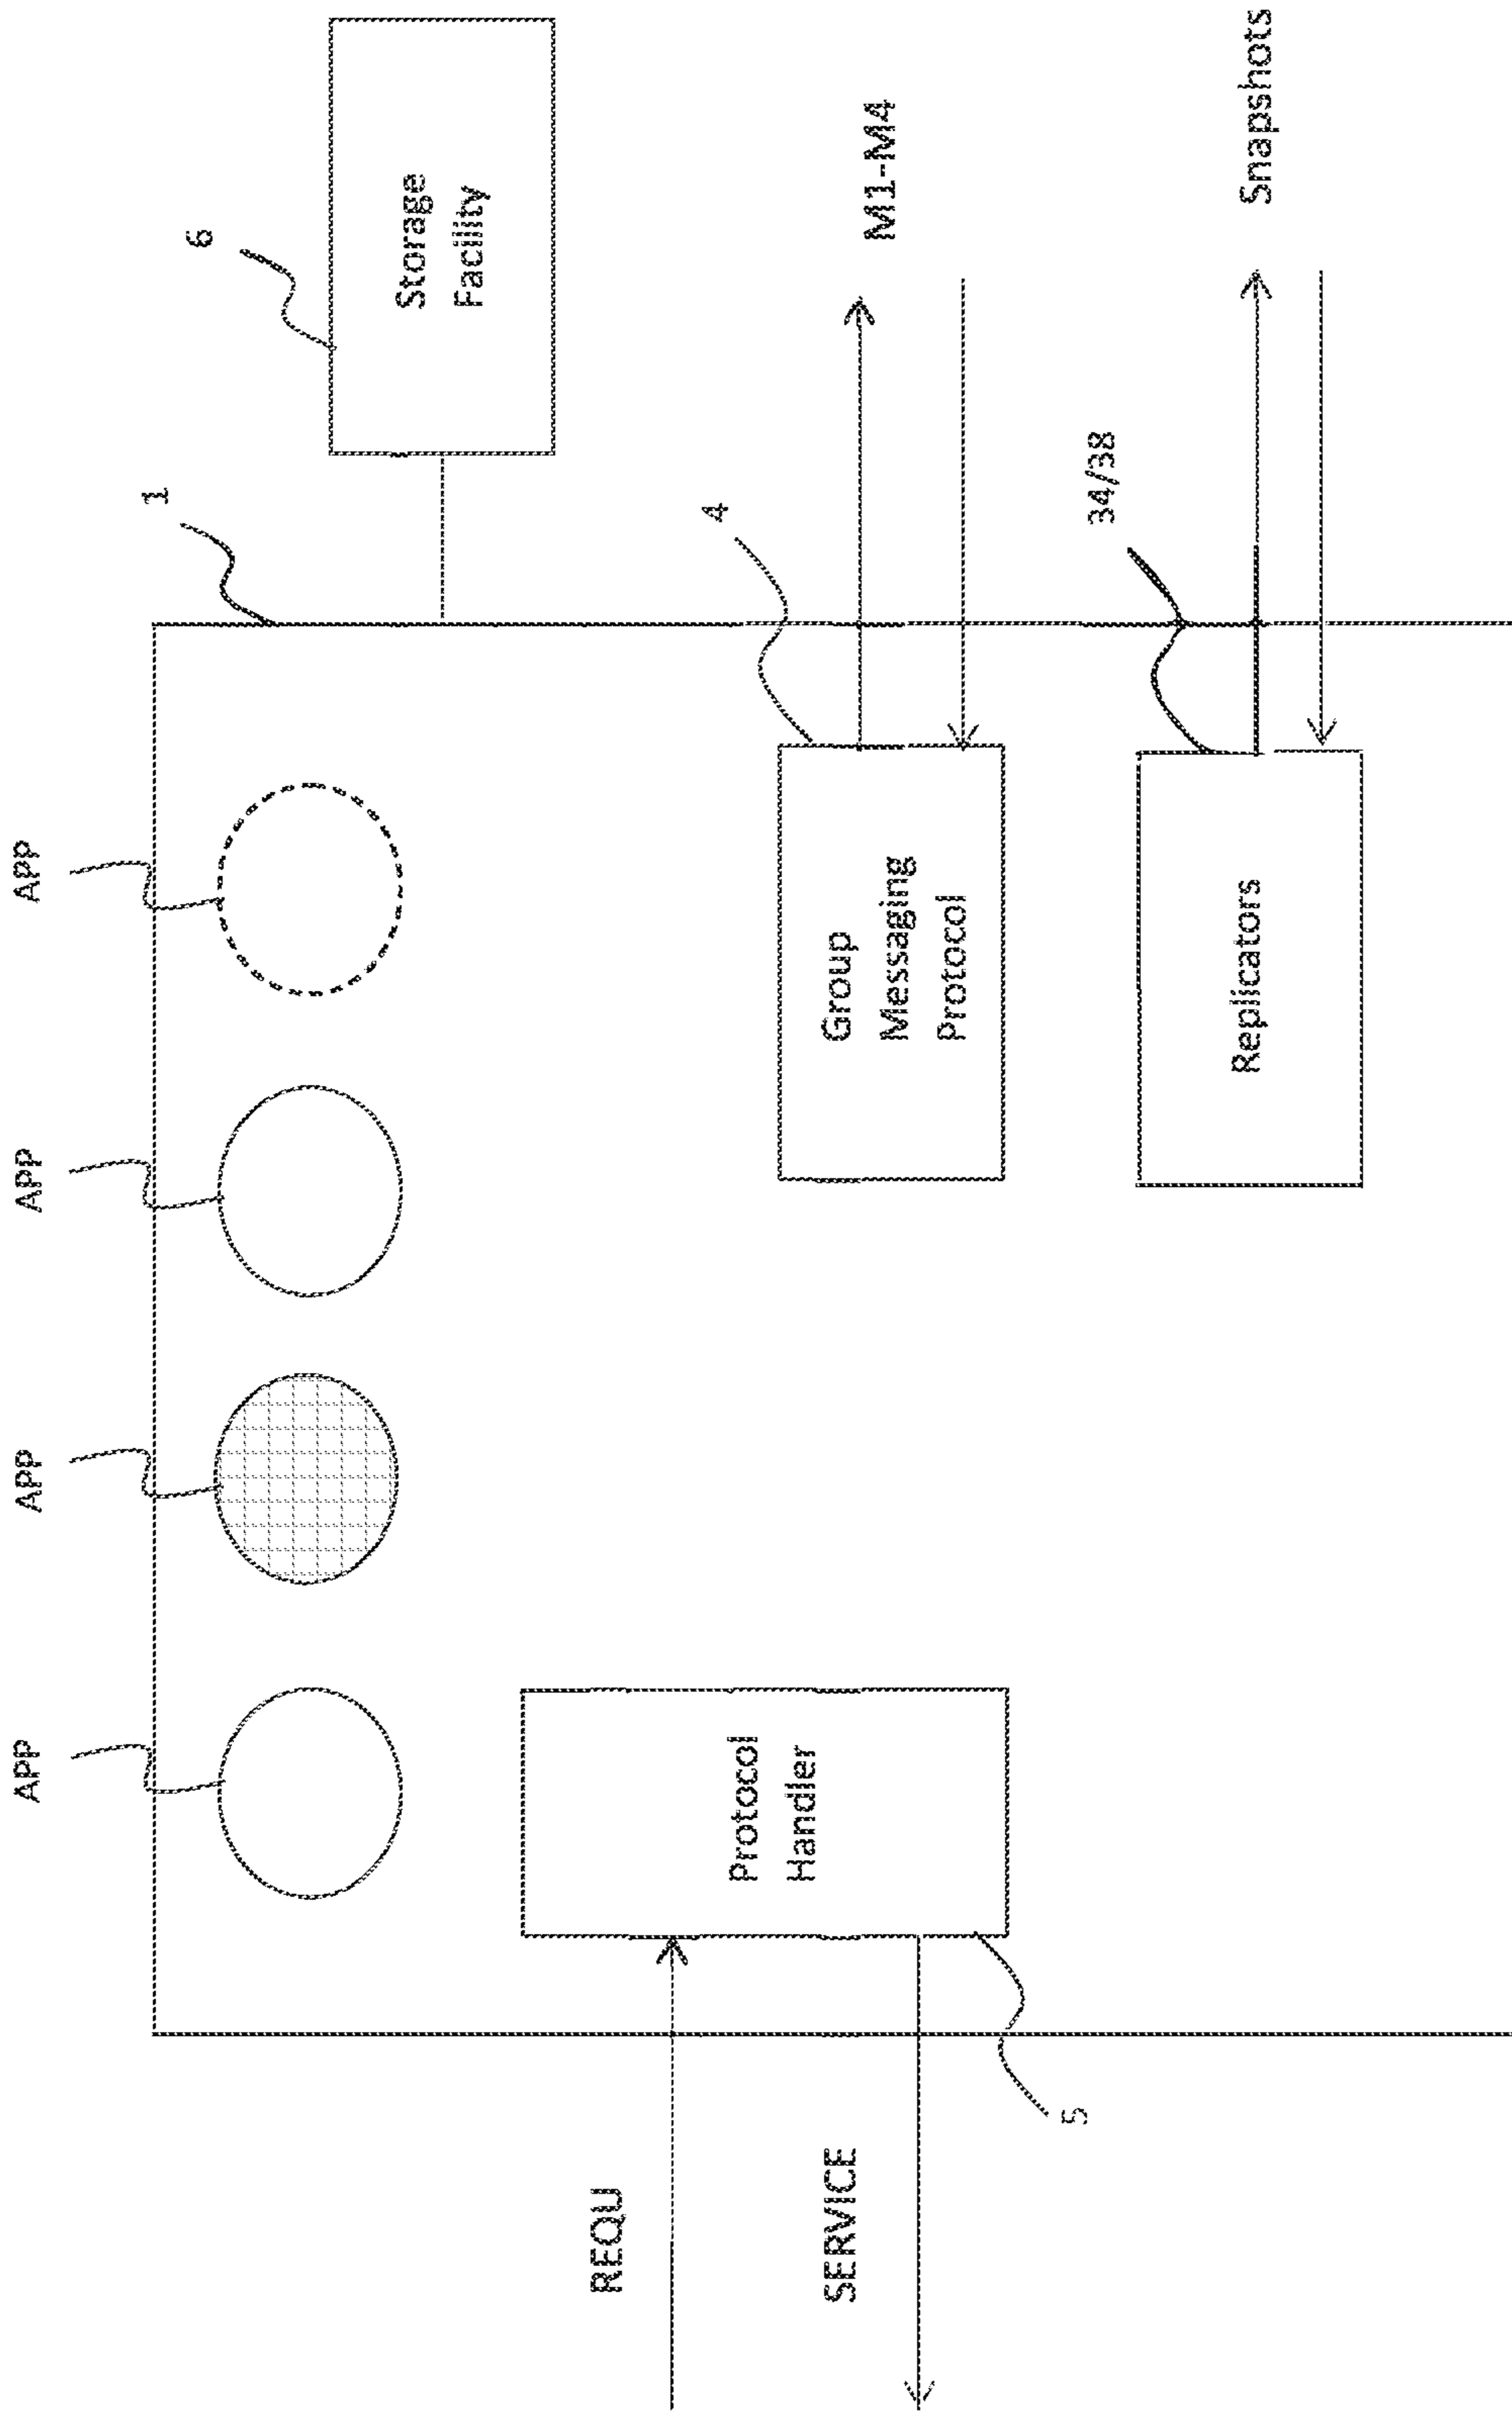 APP
APP
APP
APP
1
6
Storage
Facility
REQU
SERVICE
Protocol
Handler
5
4
Group
Messaging
Protocol
M1-M4
34/38
Replicators
Snapshots